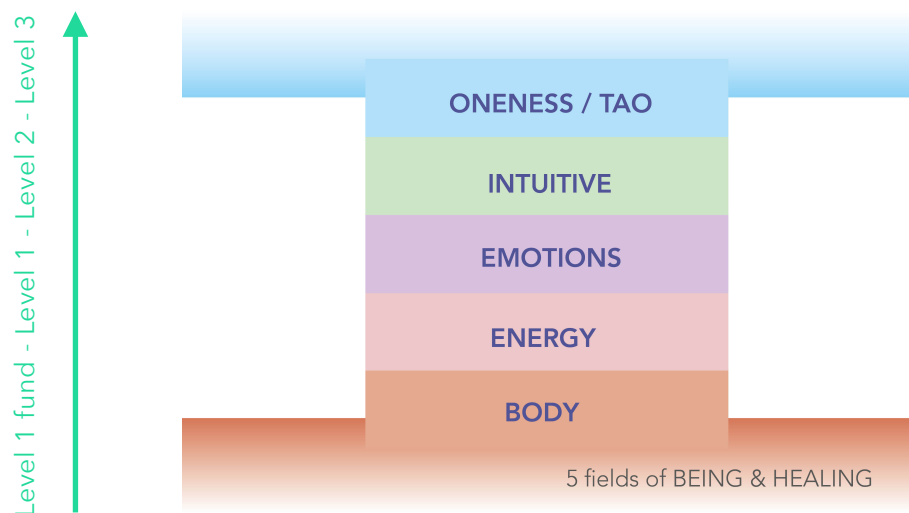 Level 1 fund - Level 1 - Level 2 - Level 3
ONENESS / TAO
INTUITIVE
EMOTIONS
ENERGY
BODY
5 fields of BEING & HEALING